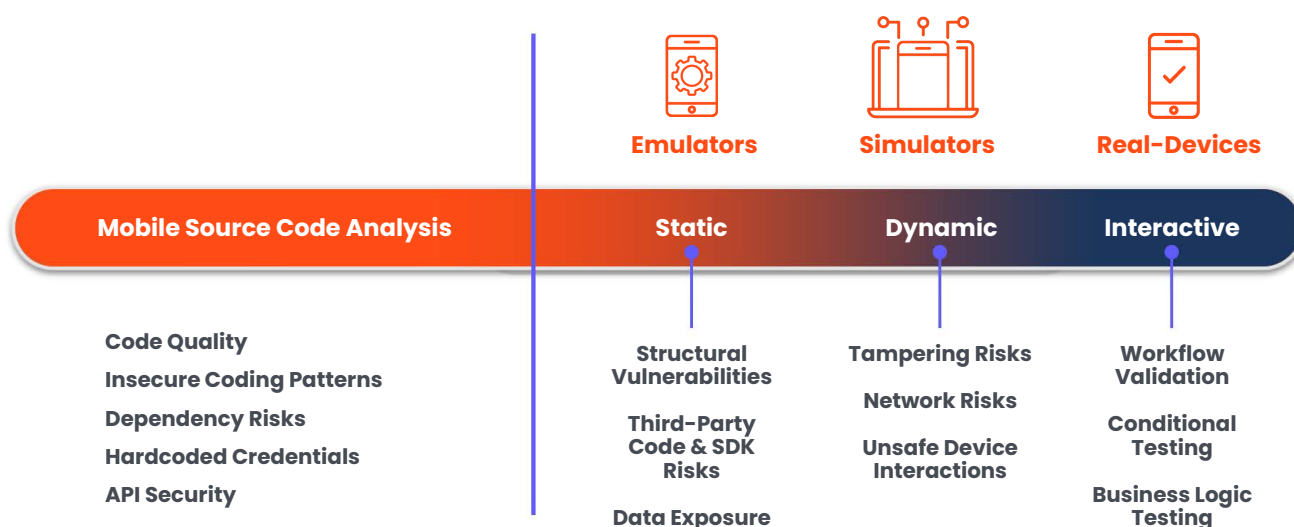 Emulators
Simulators
Real-Devices
Mobile Source Code Analysis
Static
Dynamic
Interactive
Code Quality
Insecure Coding Patterns
Dependency Risks
Hardcoded Credentials
API Security
Structural
Vulnerabilities
Third-Party
Code & SDK
Risks
Data Exposure
Tampering Risks
Network Risks
Unsafe Device
Interactions
Workflow
Validation
Conditional
Testing
Business Logic
Testing